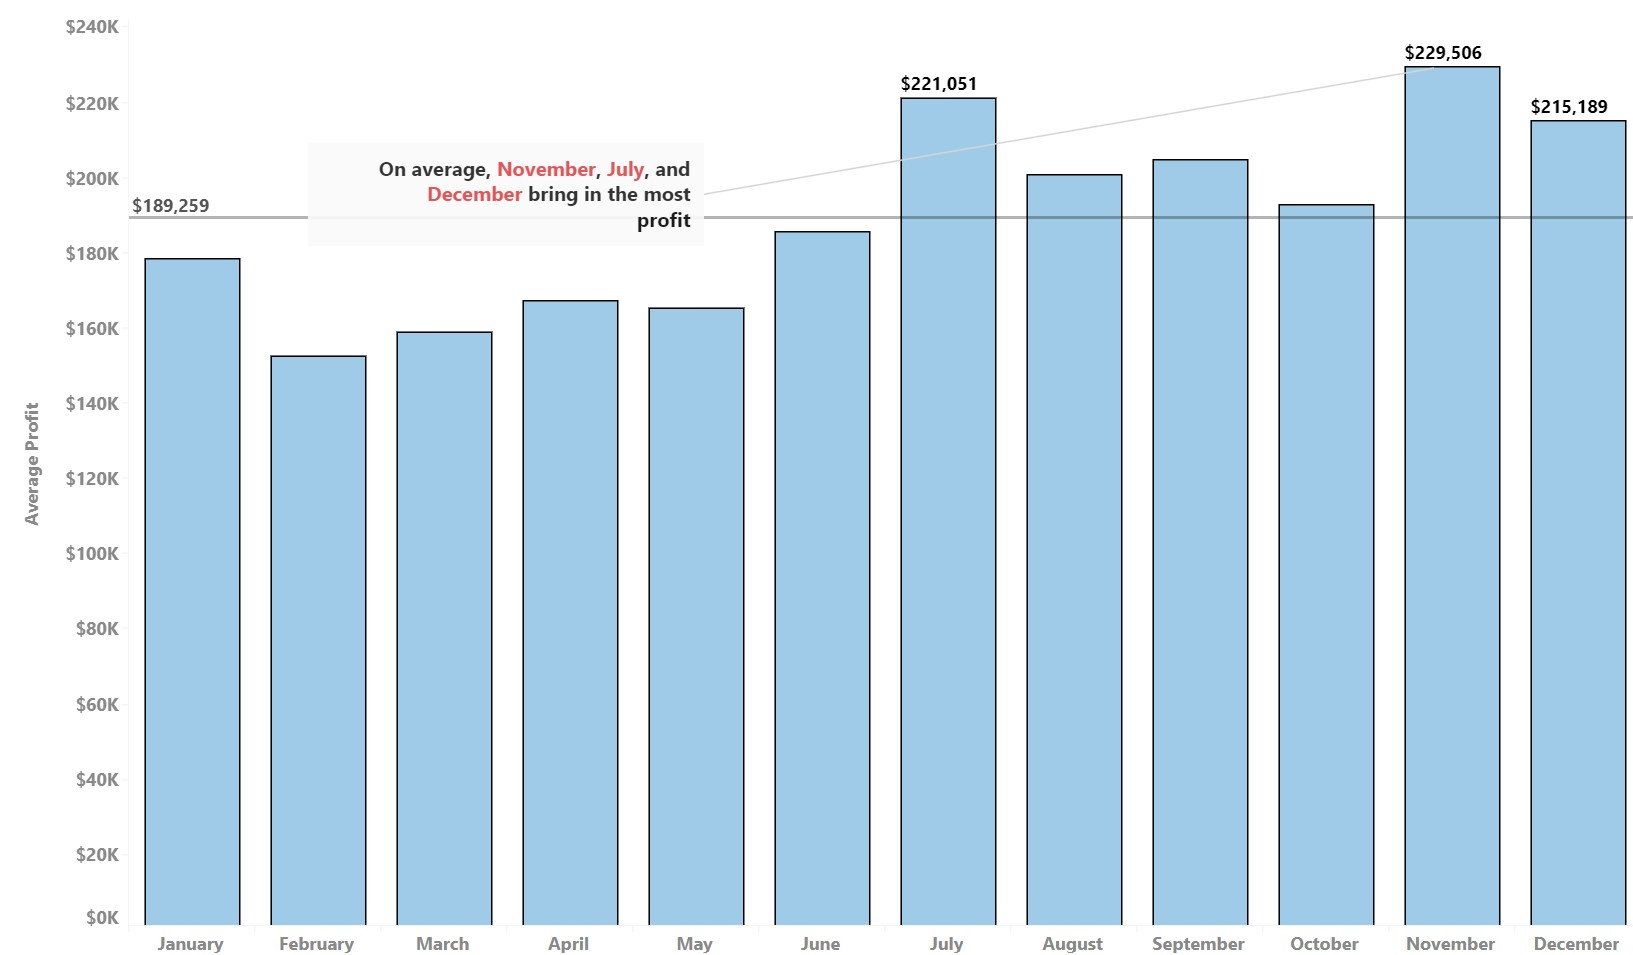 $240K
$220K
$200K
$180K
$160K
$140K
$120K
$100K
$80K
$60K
$40K
$20K
$0K
Average Profit
$189,259
On average, November, July, and
December bring in the most
profit
$221,051
$229,506
$215,189
January
February
March
April
May
June
July
August
September
October
November
December